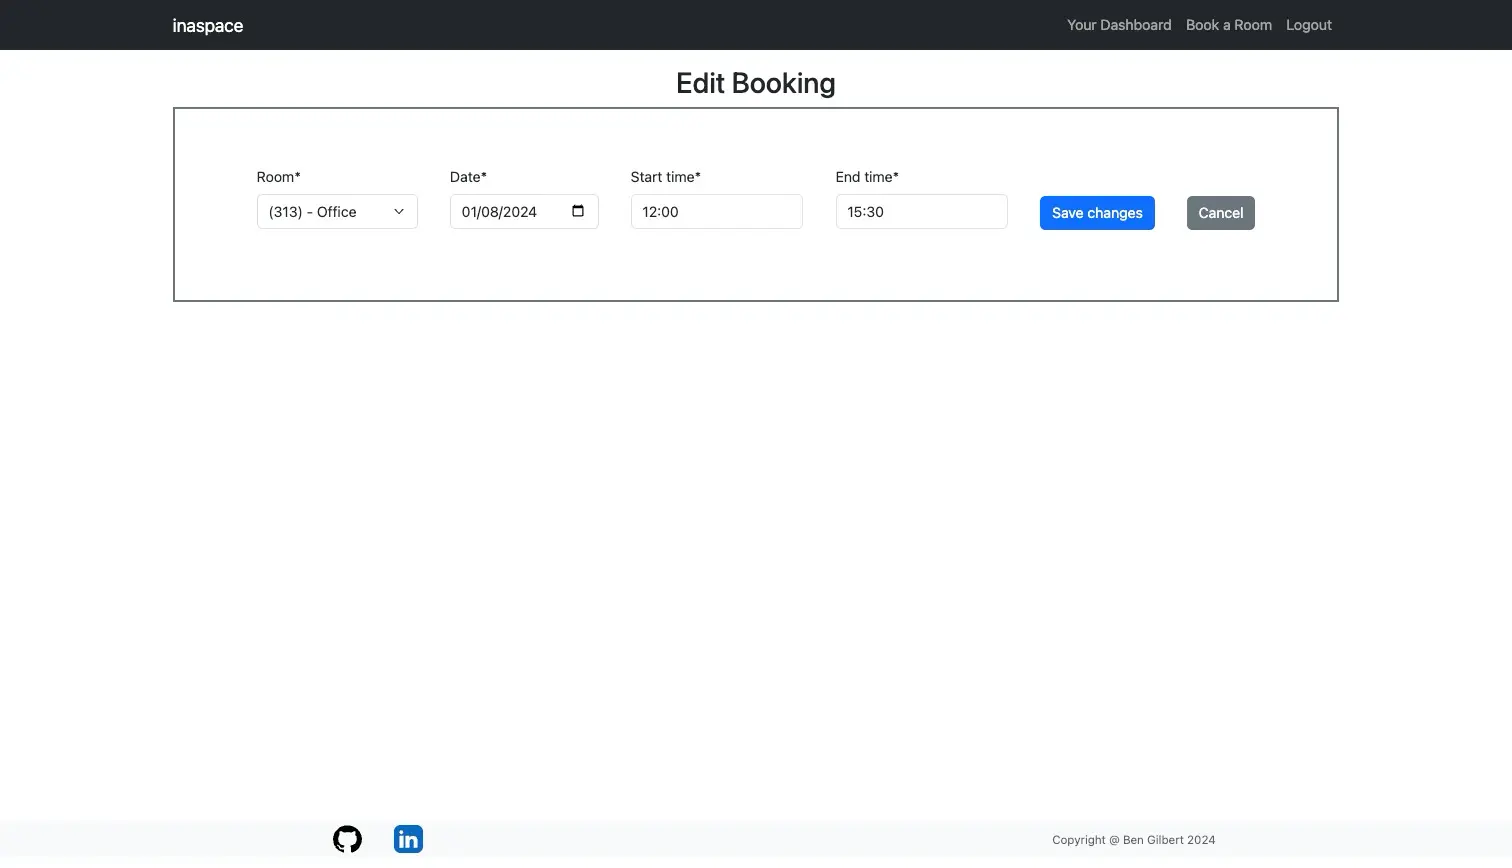 inaspace
Your Dashboard
Book a Room
Logout
Edit Booking
Room*
Date*
Start time*
End time*
(313) - Office
01/08/2024
12:00
15:30
Save changes
Cancel
in
Copyright @ Ben Gilbert 2024